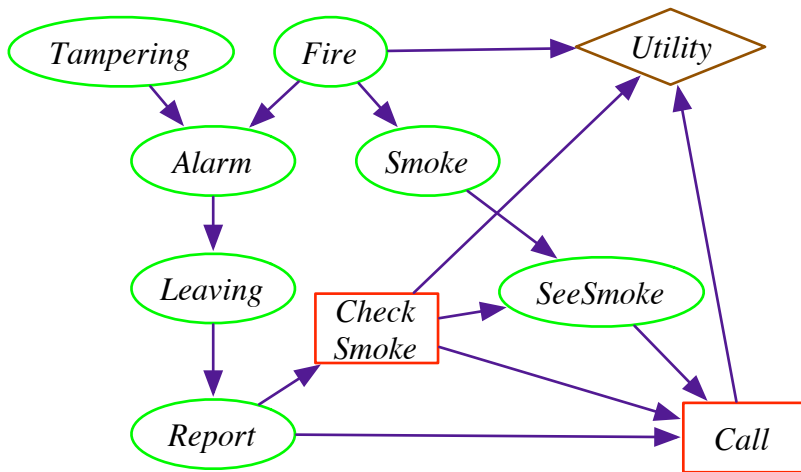 Tampering
Fire
Utility
Alarm
Smoke
Leaving
Check
Smoke
SeeSmoke
Report
Call